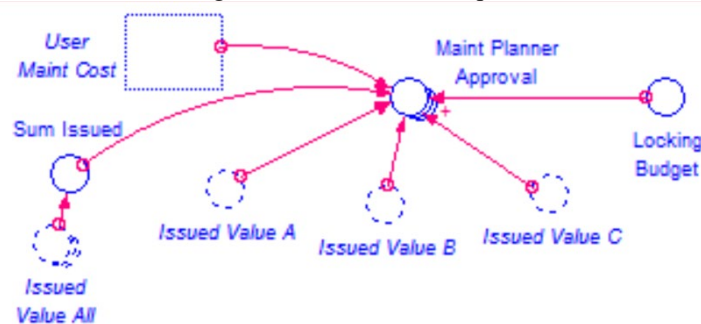 User
Maint Cost
Maint Planner
Approval
Sum Issued
Locking
Budget
Issued Value A
Issued Value B
Issued Value C
Issued
Value All